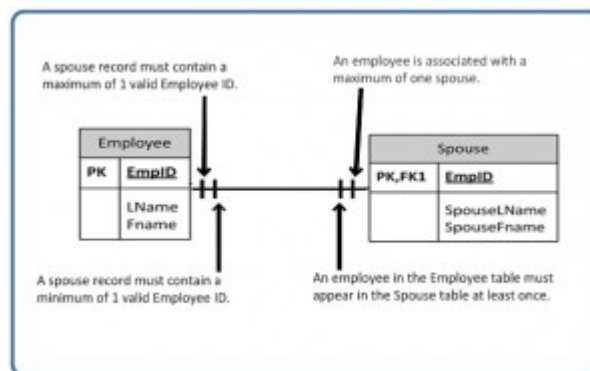 A spouse record must contain a
maximum of 1 valid Employee ID.
An employee is associated with a
maximum of one spouse.
Employee
PK EmpID
LName
Fname
Spouse
PK,FK1 EmpID
SpouseLName
SpouseFname
A spouse record must contain a
minimum of 1 valid Employee ID.
An employee in the Employee table must
appear in the Spouse table at least once.